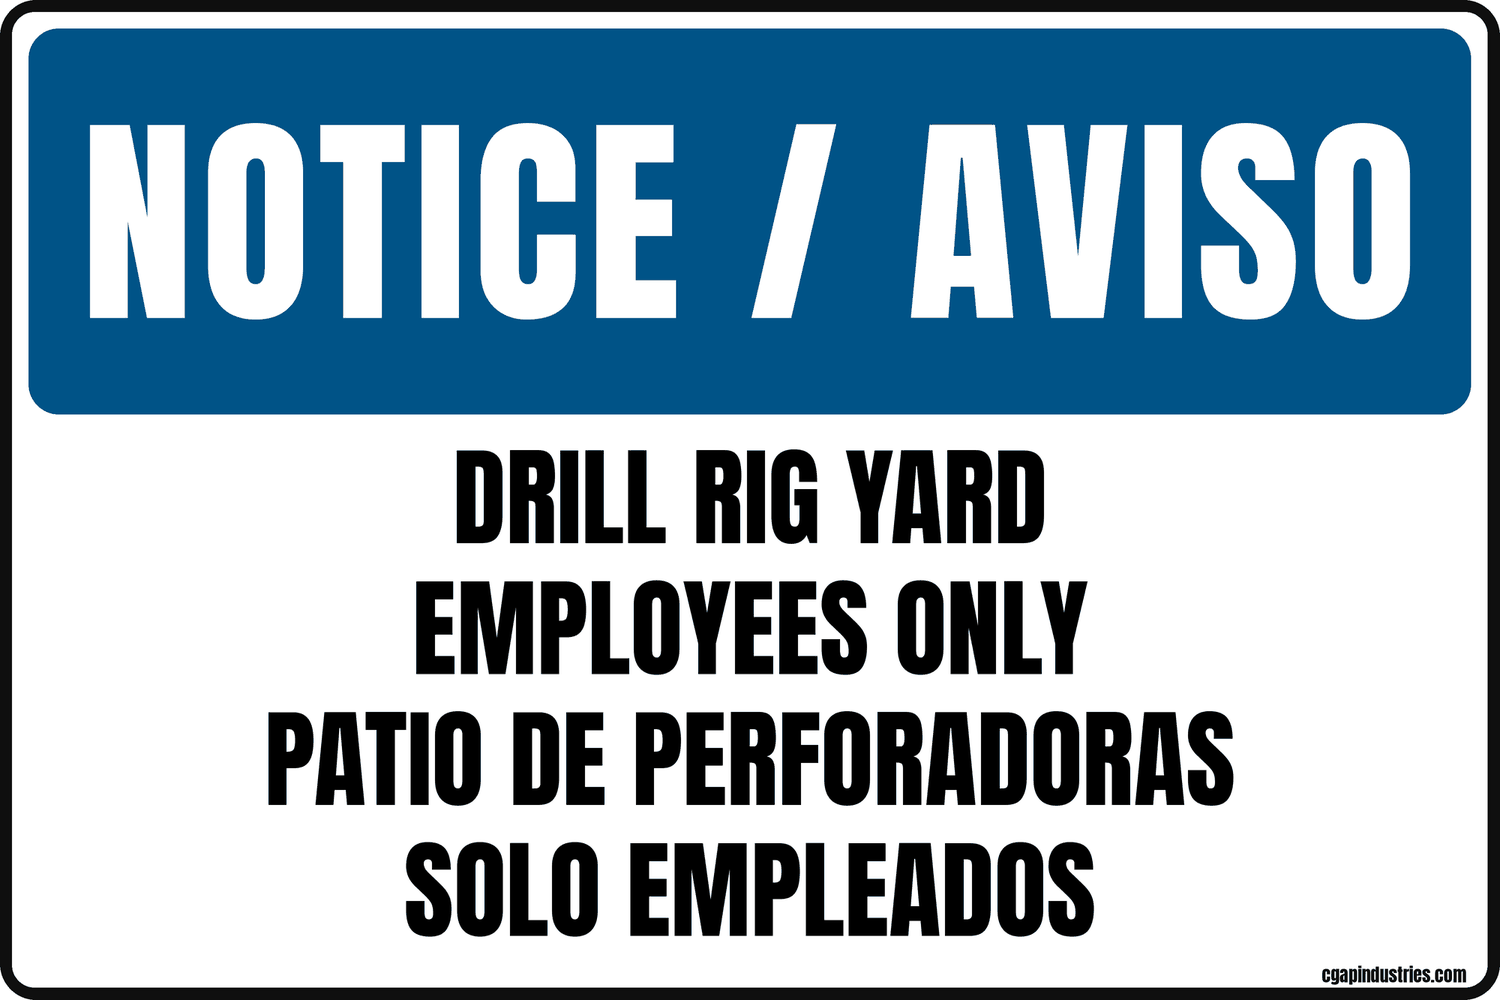 NOTICE / AVISO
DRILL RIG YARD
EMPLOYEES ONLY
PATIO DE PERFORADORAS
SOLO EMPLEADOS
cgapindustries.com